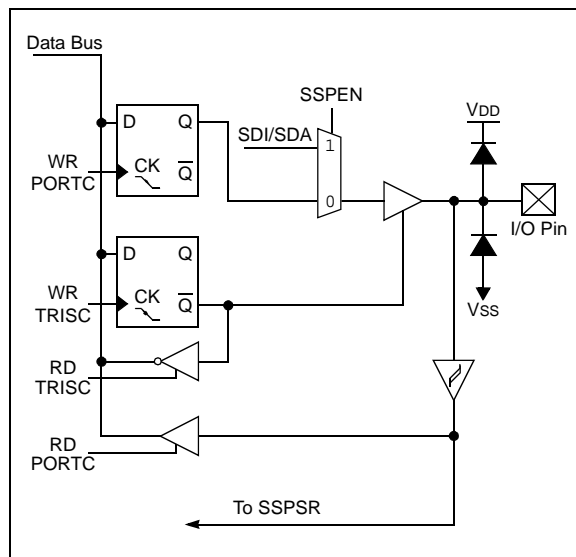 Data Bus
SSPEN
VDD
D Q
SDI/SDA
1
WR
PORTC
CK
Q
0
I/O Pin
D Q
VSS
WR
TRISC
CK
Q
RD
TRISC
RD
PORTC
To SSPSR